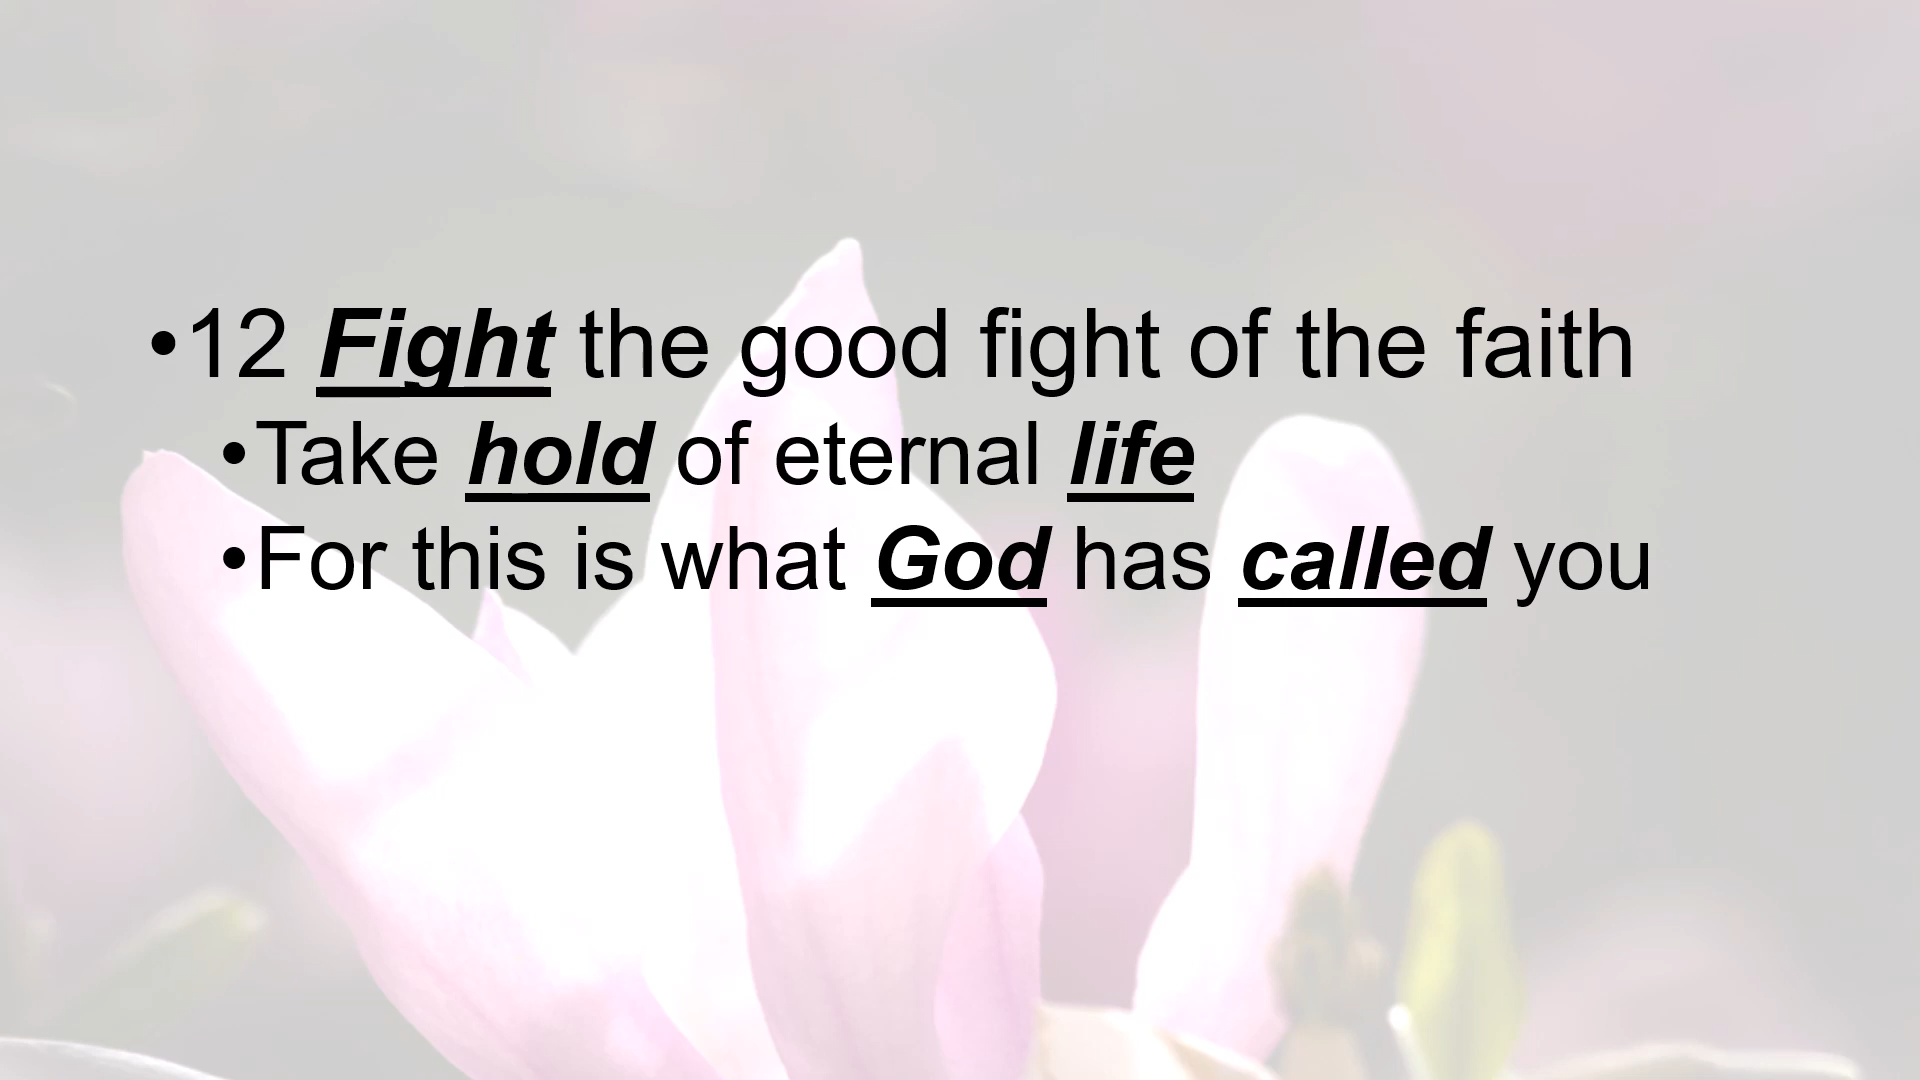 •12 Fight the good fight of the faith
•Take hold of eternal life
•For this is what God has called you